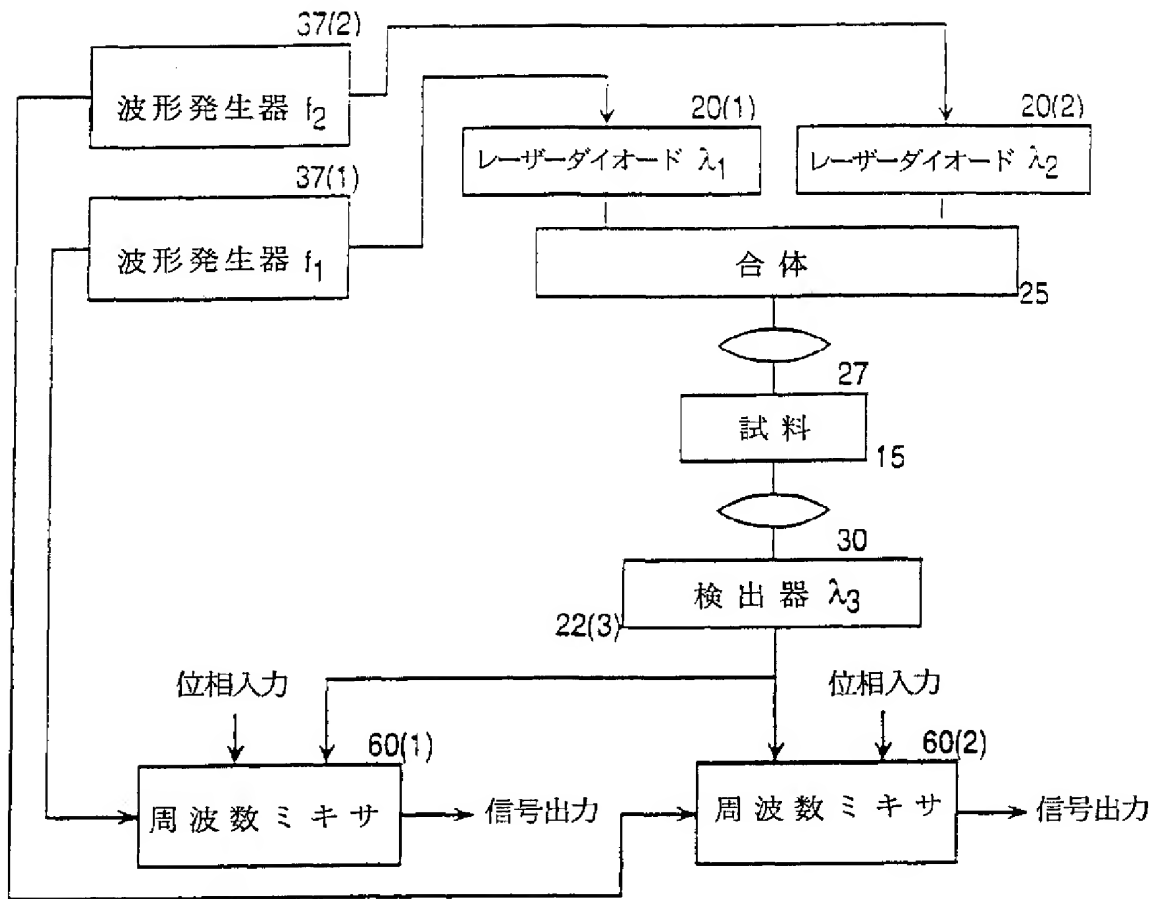 37(2)
波形発生器 f2
37(1)
波形発生器 f1
20(1)
レーザーダイオード λ1
20(2)
レーザーダイオード λ2
合体
25
27
試料
15
30
検出器 λ3
22(3)
位相入力
位相入力
60(1)
周波数ミキサ
信号出力
60(2)
周波数ミキサ
信号出力